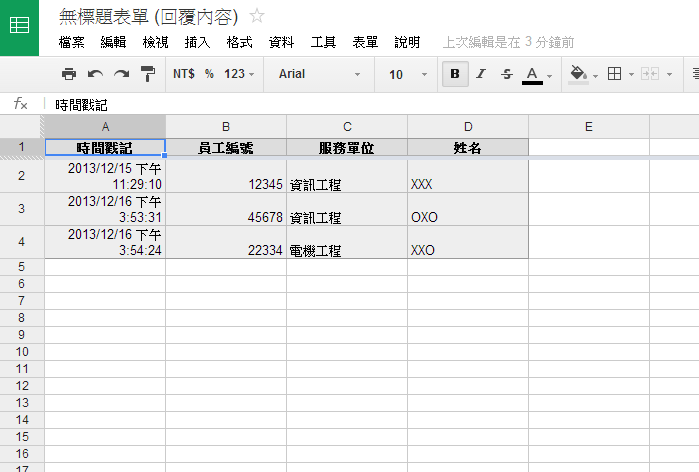 無標題表單 (回覆內容)
檔案 編輯 檢視 插入 格式 資料 工具 表單 說明 上次編輯是在 3 分鐘前
NT$ % 123 Arial 10 B I S A
fx 時間戳記
A B C D E
1 時間戳記 員工編號 服務單位 姓名
2013/12/15 下午
2 11:29:10 12345 資訊工程 XXX
2013/12/16 下午
3 3:53:31 45678 資訊工程 OXO
2013/12/16 下午
4 3:54:24 22334 電機工程 XXO
5
6
7
8
9
10
11
12
13
14
15
16
17